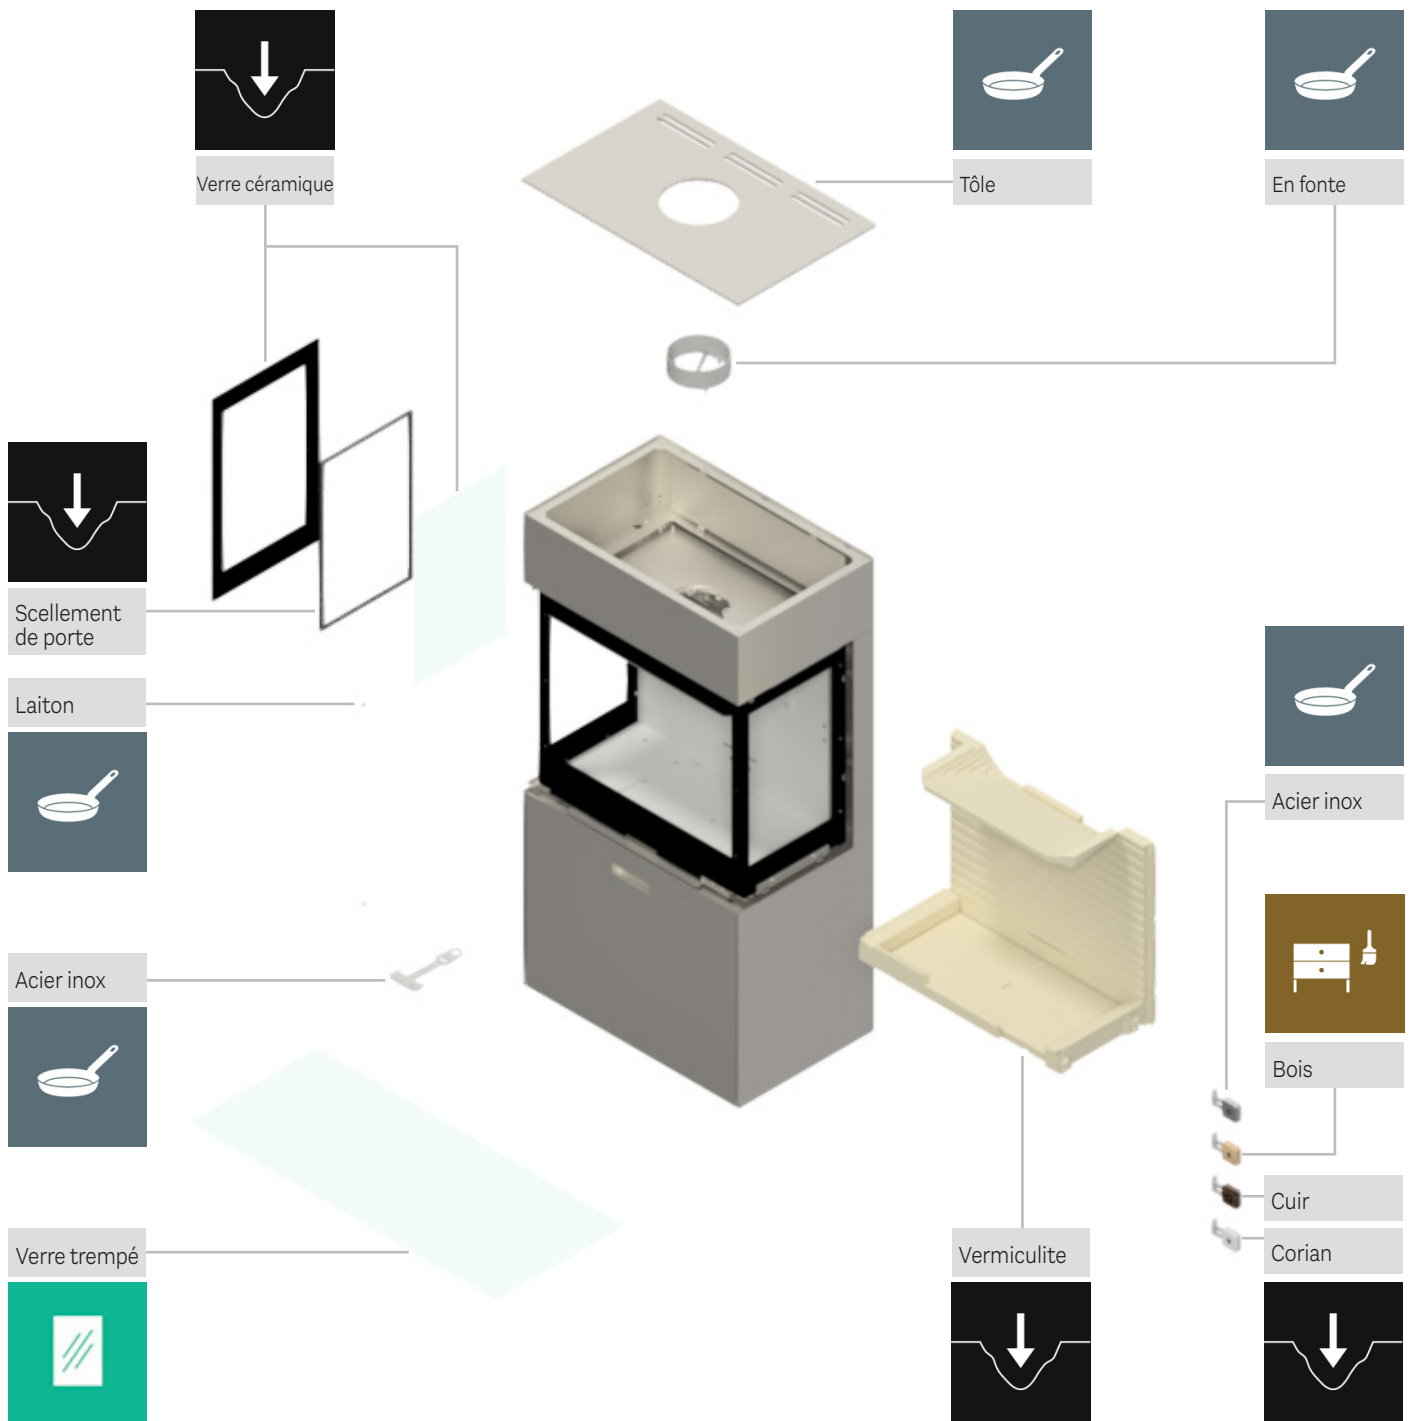 Verre céramique
Tôle
En fonte
Scellement
de porte
Laiton
Acier inox
Acier inox
Bois
Cuir
Verre trempé
Vermiculite
Corian